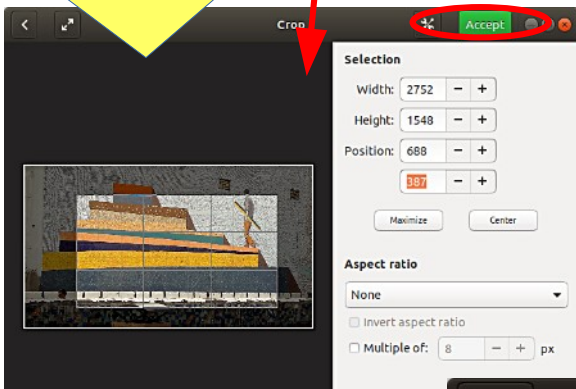 Crop Accept
Selection
Width: 2752 − +
Height: 1548 − +
Position: 688 − +
387 − +
Maximize Center
Aspect ratio
None
Invert aspect ratio
Multiple of: 8 − + px